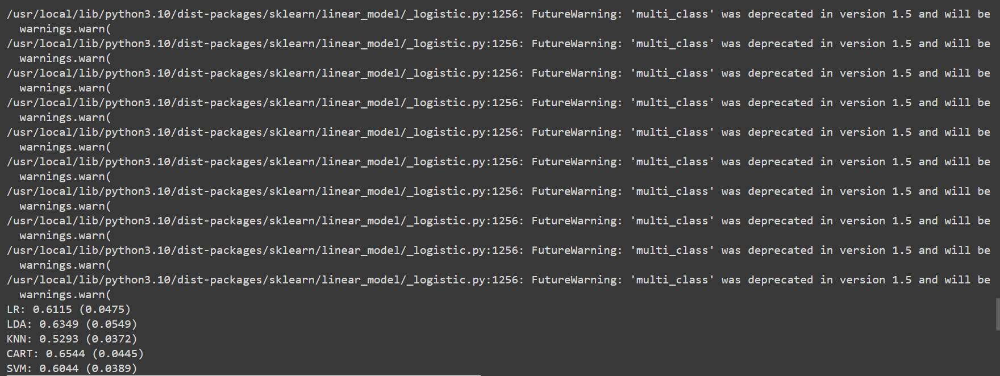 /usr/local/lib/python3.10/dist-packages/sklearn/linear_model/_logistic.py:1256: FutureWarning: 'multi_class' was deprecated in version 1.5 and will be
  warnings.warn(
/usr/local/lib/python3.10/dist-packages/sklearn/linear_model/_logistic.py:1256: FutureWarning: 'multi_class' was deprecated in version 1.5 and will be
  warnings.warn(
/usr/local/lib/python3.10/dist-packages/sklearn/linear_model/_logistic.py:1256: FutureWarning: 'multi_class' was deprecated in version 1.5 and will be
  warnings.warn(
/usr/local/lib/python3.10/dist-packages/sklearn/linear_model/_logistic.py:1256: FutureWarning: 'multi_class' was deprecated in version 1.5 and will be
  warnings.warn(
/usr/local/lib/python3.10/dist-packages/sklearn/linear_model/_logistic.py:1256: FutureWarning: 'multi_class' was deprecated in version 1.5 and will be
  warnings.warn(
/usr/local/lib/python3.10/dist-packages/sklearn/linear_model/_logistic.py:1256: FutureWarning: 'multi_class' was deprecated in version 1.5 and will be
  warnings.warn(
/usr/local/lib/python3.10/dist-packages/sklearn/linear_model/_logistic.py:1256: FutureWarning: 'multi_class' was deprecated in version 1.5 and will be
  warnings.warn(
/usr/local/lib/python3.10/dist-packages/sklearn/linear_model/_logistic.py:1256: FutureWarning: 'multi_class' was deprecated in version 1.5 and will be
  warnings.warn(
/usr/local/lib/python3.10/dist-packages/sklearn/linear_model/_logistic.py:1256: FutureWarning: 'multi_class' was deprecated in version 1.5 and will be
  warnings.warn(
/usr/local/lib/python3.10/dist-packages/sklearn/linear_model/_logistic.py:1256: FutureWarning: 'multi_class' was deprecated in version 1.5 and will be
  warnings.warn(
LR: 0.6115 (0.0475)
LDA: 0.6349 (0.0549)
KNN: 0.5293 (0.0372)
CART: 0.6544 (0.0445)
SVM: 0.6044 (0.0389)